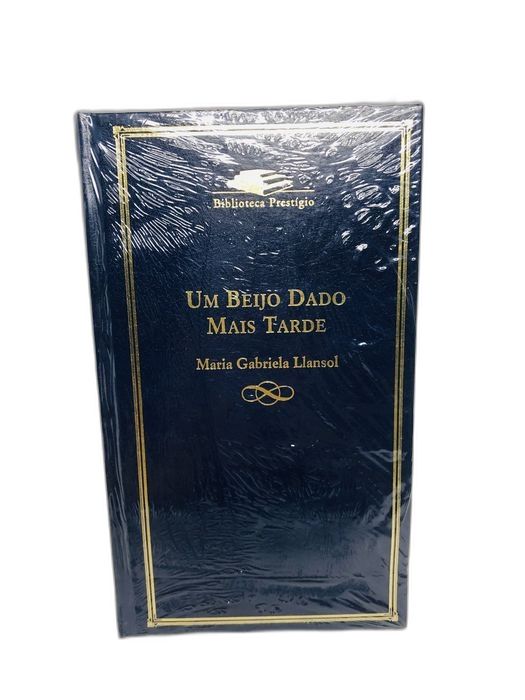 Biblioteca Prestígio
UM BEIJO DADO
MAIS TARDE
Maria Gabriela Llansol